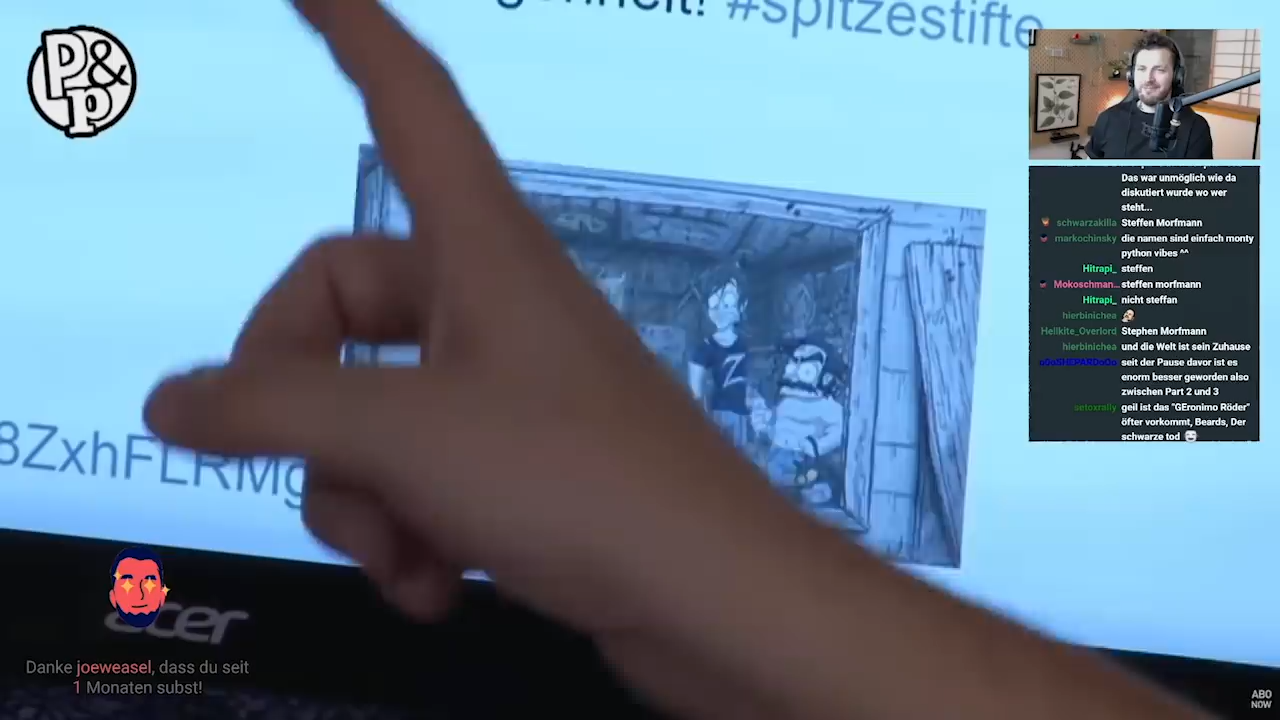 #spitzestifte
P&P
Das war unmöglich wie da
diskutiert wurde wo wer
steht...
schwarzakilla Steffen Morfmann
markochinsky die namen sind einfach monty
python vibes ^^
Hitrapi_ steffen
Mokoschman... steffen morfmann
Hitrapi_ nicht steffan
hierbinichea
Hellkite_Overlord Stephen Morfmann
hierbinichea und die Welt ist sein Zuhause
seit der Pause davor ist es
enorm besser geworden also
zwischen Part 2 und 3
setoxrally geil ist das "GEronimo Röder"
öfter vorkommt, Beards, Der
schwarze tod
Z
8ZxhFLRMg
acer
Danke joeweasel, dass du seit
1 Monaten subst!
ABO
NOW